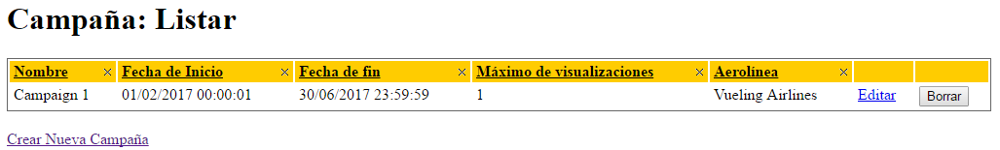 Campaña: Listar
Nombre × Fecha de Inicio × Fecha de fin × Máximo de visualizaciones × Aerolínea ×
Campaign 1 01/02/2017 00:00:01 30/06/2017 23:59:59 1 Vueling Airlines Editar Borrar
Crear Nueva Campaña